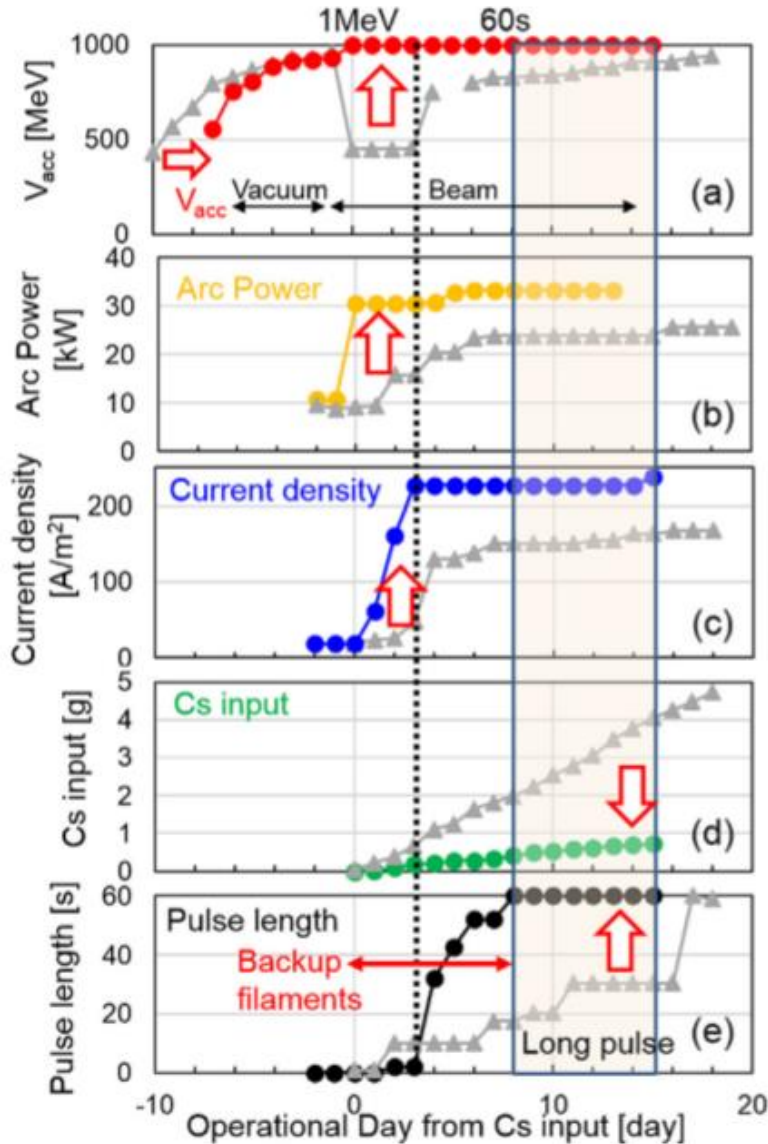 1MeV 60s
1000
500
0
V_acc [MeV]
V_acc
Vacuum
Beam
(a)
40
30
20
10
0
Arc Power
[kW]
Arc Power
(b)
200
100
0
Current density
[A/m²]
Current density
(c)
5
4
3
2
1
0
Cs input [g]
Cs input
(d)
60
40
20
0
Pulse length [s]
Pulse length
Backup
filaments
Long pulse
(e)
-10 0 10 20
Operational Day from Cs input [day]